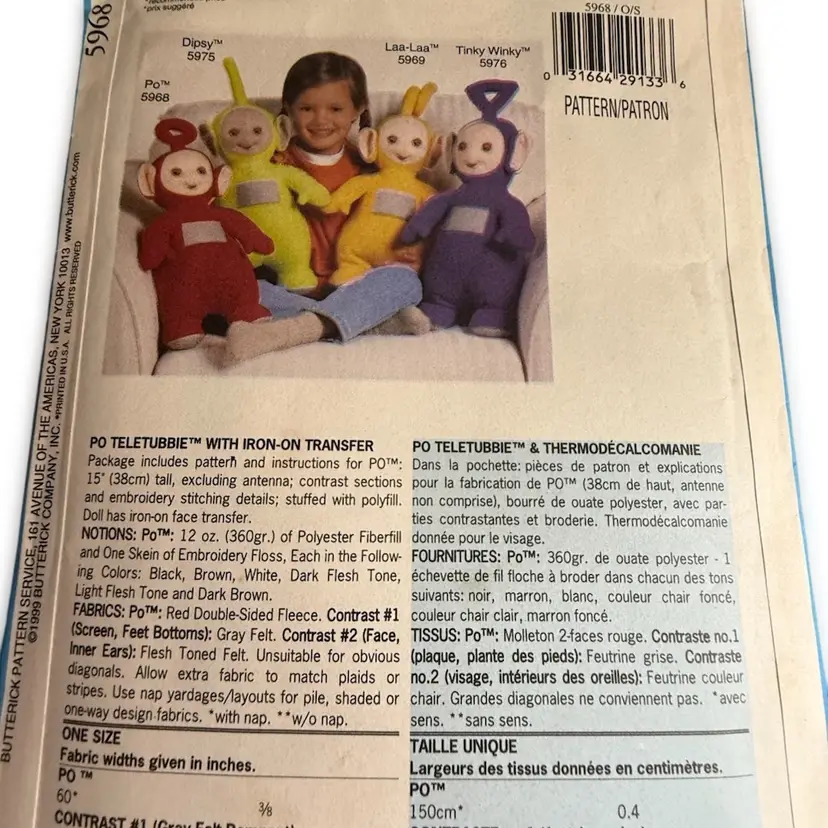 *prix suggéré
5968
5968/O/S
0 31664 29133 6
PATTERN/PATRON
Dipsy™
5975
Laa-Laa™
5969
Tinky Winky™
5976
Po™
5968
BUTTERICK PATTERN SERVICE, 161 AVENUE OF THE AMERICAS, NEW YORK, NEW YORK 10013 www.butterick.com
©1999 BUTTERICK COMPANY, INC. •PRINTED IN U.S.A. ALL RIGHTS RESERVED
PO TELETUBBIE™ WITH IRON-ON TRANSFER
Package includes pattern and instructions for PO™:
15" (38cm) tall, excluding antenna; contrast sections
and embroidery stitching details; stuffed with polyfill.
Doll has iron-on face transfer.
NOTIONS: Po™: 12 oz. (360gr.) of Polyester Fiberfill
and One Skein of Embroidery Floss, Each in the Follow-
ing Colors: Black, Brown, White, Dark Flesh Tone,
Light Flesh Tone and Dark Brown.
FABRICS: Po™: Red Double-Sided Fleece. Contrast #1
(Screen, Feet Bottoms): Gray Felt. Contrast #2 (Face,
Inner Ears): Flesh Toned Felt. Unsuitable for obvious
diagonals. Allow extra fabric to match plaids or
stripes. Use nap yardages/layouts for pile, shaded or
one-way design fabrics. *with nap. **w/o nap.
ONE SIZE
Fabric widths given in inches.
PO ™
60* 3/8
CONTRAST #1 (Gray Felt
PO TELETUBBIE™ & THERMODÉCALCOMANIE
Dans la pochette: pièces de patron et explications
pour la fabrication de PO™ (38cm de haut, antenne
non comprise), bourré de ouate polyester, avec par-
ties contrastantes et broderie. Thermodécalcomanie
donnée pour le visage.
FOURNITURES: Po™: 360gr. de ouate polyester - 1
échevette de fil floche à broder dans chacun des tons
suivants: noir, marron, blanc, couleur chair foncé,
couleur chair clair, marron foncé.
TISSUS: Po™: Molleton 2-faces rouge. Contraste no.1
(plaque, plante des pieds): Feutrine grise. Contraste
no.2 (visage, intérieurs des oreilles): Feutrine couleur
chair. Grandes diagonales ne conviennent pas. *avec
sens. **sans sens.
TAILLE UNIQUE
Largeurs des tissus données en centimètres.
PO™
150cm* 0.4